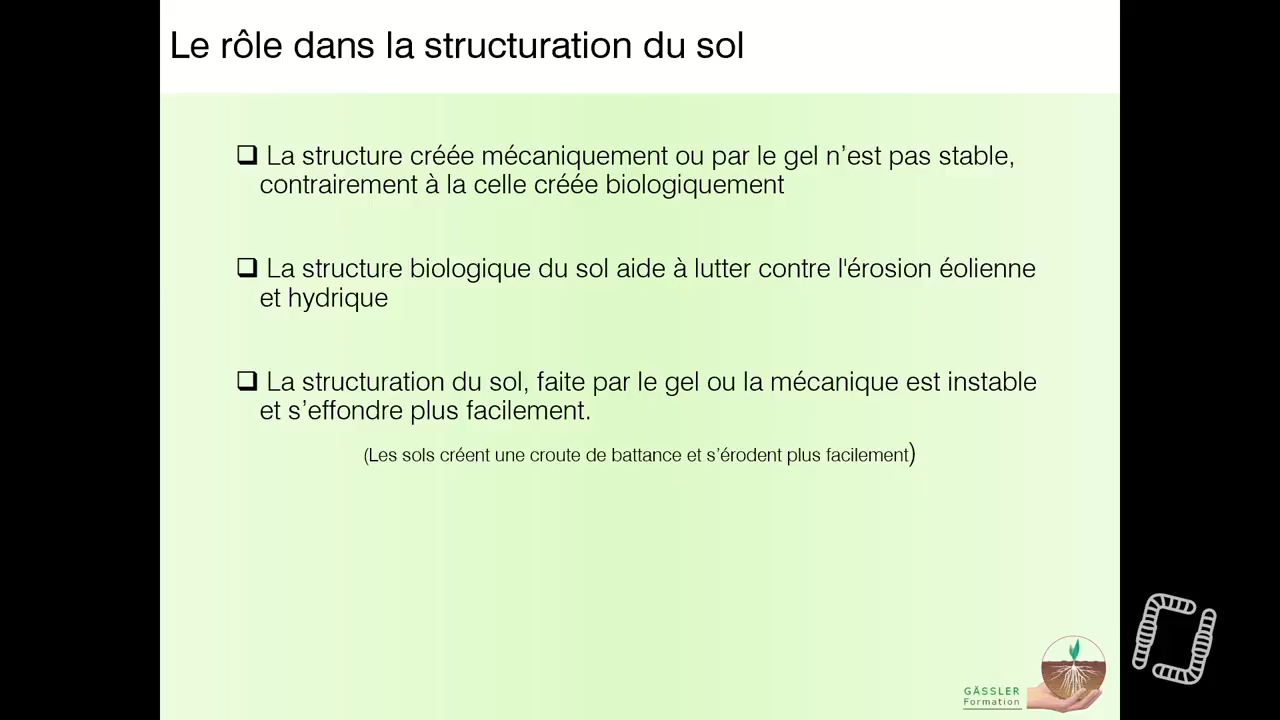 Le rôle dans la structuration du sol
❑ La structure créée mécaniquement ou par le gel n’est pas stable,
contrairement à la celle créée biologiquement
❑ La structure biologique du sol aide à lutter contre l'érosion éolienne
et hydrique
❑ La structuration du sol, faite par le gel ou la mécanique est instable
et s’effondre plus facilement.
(Les sols créent une croute de battance et s’érodent plus facilement)
GÄSSLER
Formation